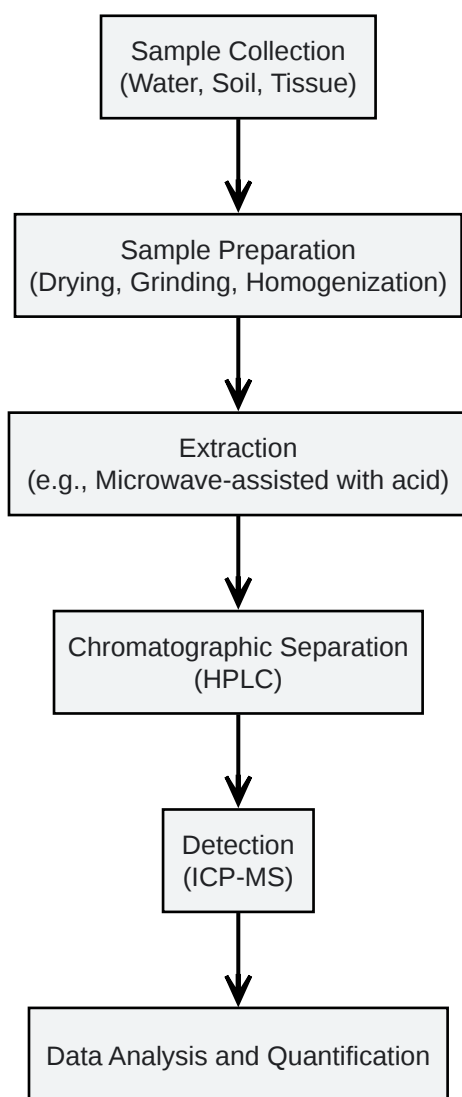 Sample Collection
(Water, Soil, Tissue)
Sample Preparation
(Drying, Grinding, Homogenization)
Extraction
(e.g., Microwave-assisted with acid)
Chromatographic Separation
(HPLC)
Detection
(ICP-MS)
Data Analysis and Quantification